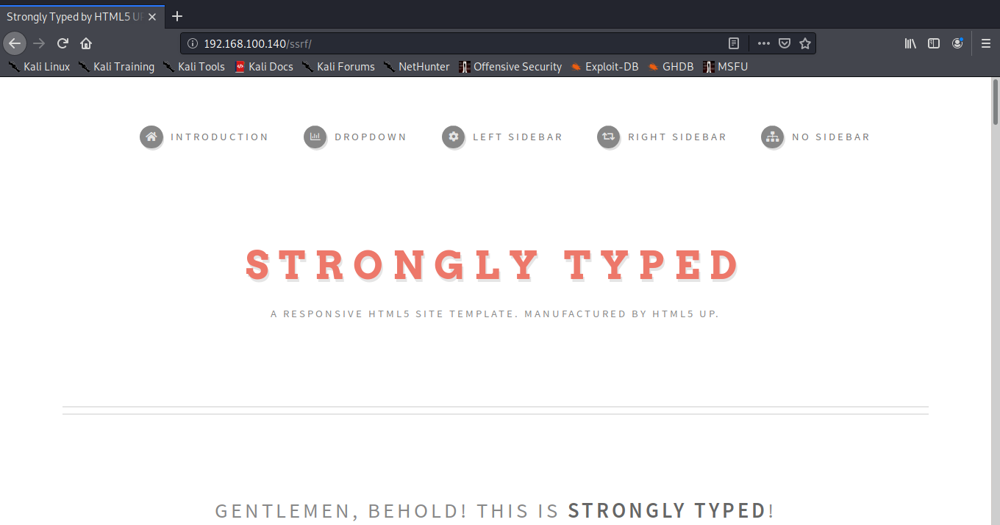 Strongly Typed by HTML5 UP
192.168.100.140/ssrf/
Kali Linux Kali Training Kali Tools Kali Docs Kali Forums NetHunter Offensive Security Exploit-DB GHDB MSFU
INTRODUCTION DROPDOWN LEFT SIDEBAR RIGHT SIDEBAR NO SIDEBAR
STRONGLY TYPED
A RESPONSIVE HTML5 SITE TEMPLATE. MANUFACTURED BY HTML5 UP.
GENTLEMEN, BEHOLD! THIS IS STRONGLY TYPED!